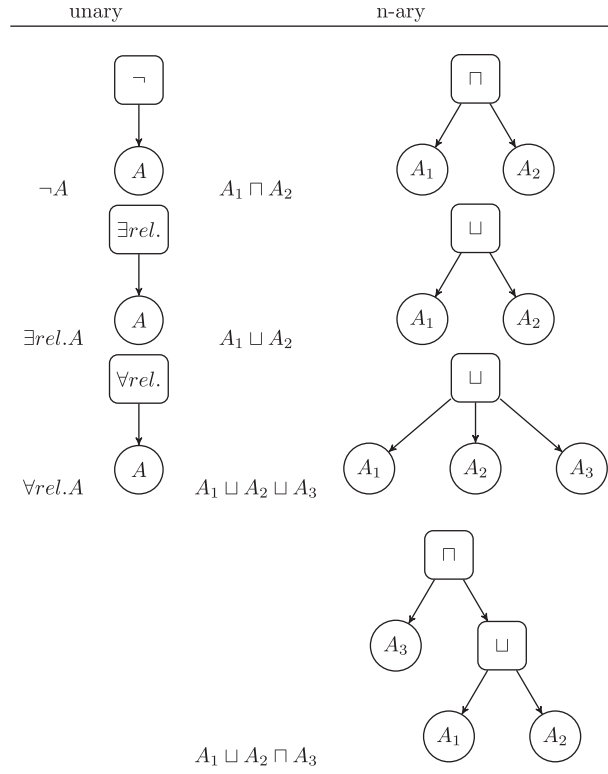 unary n-ary
¬ ⊓
A A₁ A₂
¬A A₁ ⊓ A₂
∃rel. ⊔
A A₁ A₂
∃rel.A A₁ ⊔ A₂
∀rel. ⊔
A A₁ A₂ A₃
∀rel.A A₁ ⊔ A₂ ⊔ A₃
⊓
A₃ ⊔
A₁ A₂
A₁ ⊔ A₂ ⊓ A₃